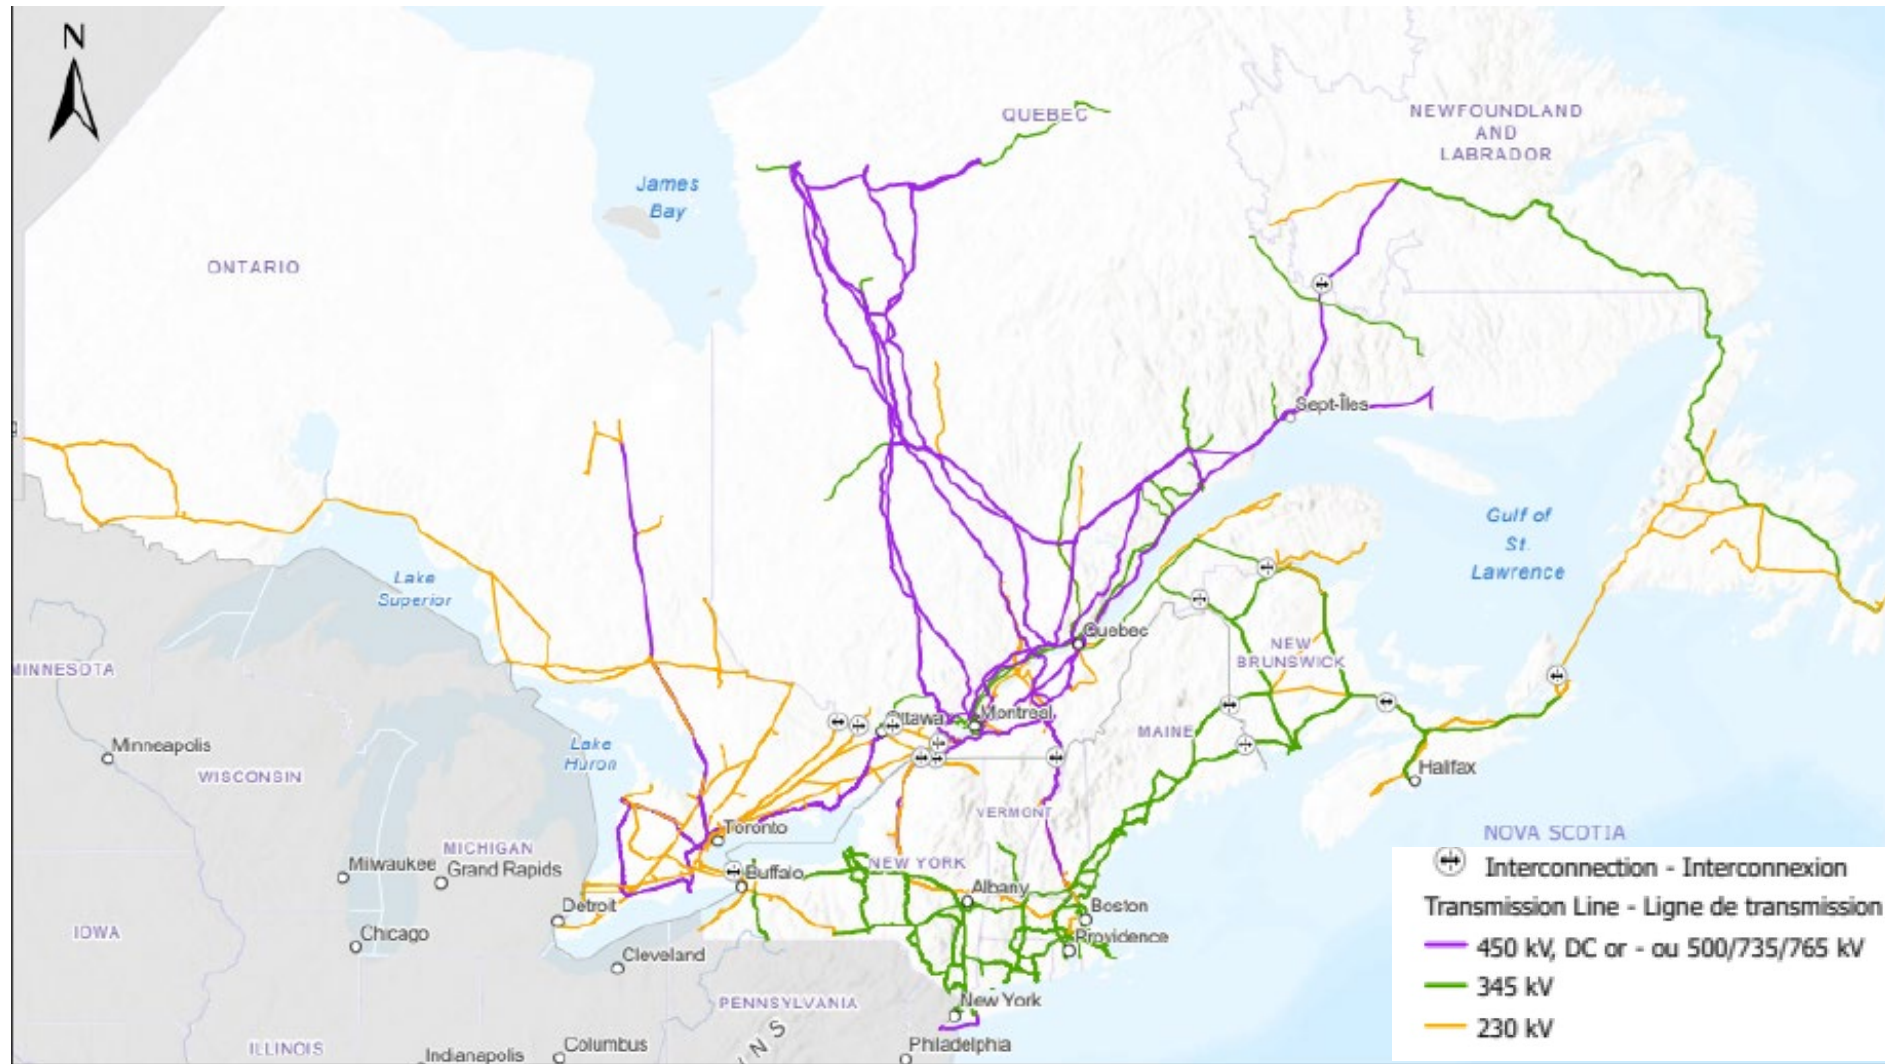 N
QUEBEC
NEWFOUNDLAND
AND
LABRADOR
James
Bay
ONTARIO
Sept-Îles
Gulf of
St.
Lawrence
Lake
Superior
Quebec
NEW
BRUNSWICK
MINNESOTA
Ottawa
Montreal
MAINE
Minneapolis
Lake
Huron
WISCONSIN
Halifax
VERMONT
Toronto
NOVA SCOTIA
MICHIGAN
Milwaukee
Grand Rapids
NEW YORK
Buffalo
Albany
Detroit
Boston
IOWA
Chicago
Providence
Cleveland
PENNSYLVANIA
New York
ILLINOIS
Indianapolis
Columbus
NS
Philadelphia
Interconnection - Interconnexion
Transmission Line - Ligne de transmission
450 kV, DC or - ou 500/735/765 kV
345 kV
230 kV